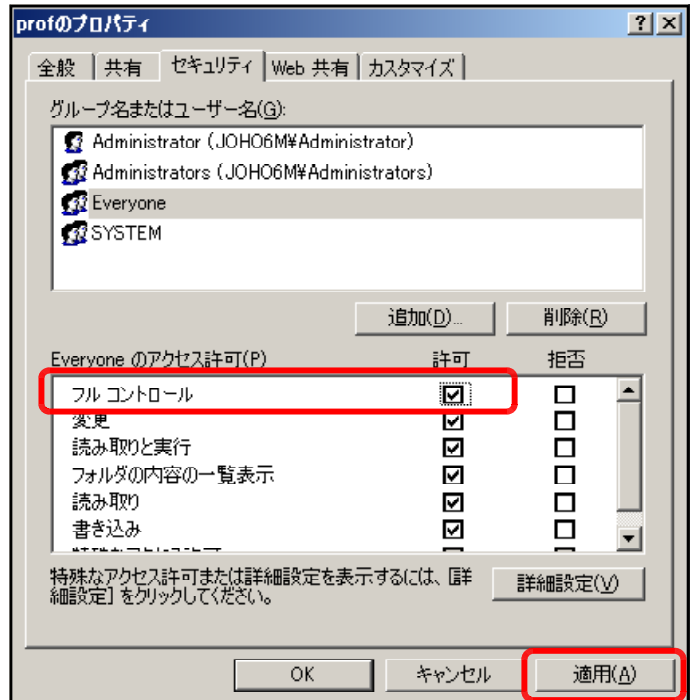 profのプロパティ
全般 共有 セキュリティ Web 共有 カスタマイズ
グループ名またはユーザー名(G):
Administrator (JOHO6M¥Administrator)
Administrators (JOHO6M¥Administrators)
Everyone
SYSTEM
追加(D)... 削除(R)
Everyone のアクセス許可(P) 許可 拒否
フル コントロール
変更
読み取りと実行
フォルダの内容の一覧表示
読み取り
書き込み
特殊なアクセス許可または詳細設定を表示するには、[詳
細設定] をクリックしてください。
詳細設定(V)
OK キャンセル 適用(A)